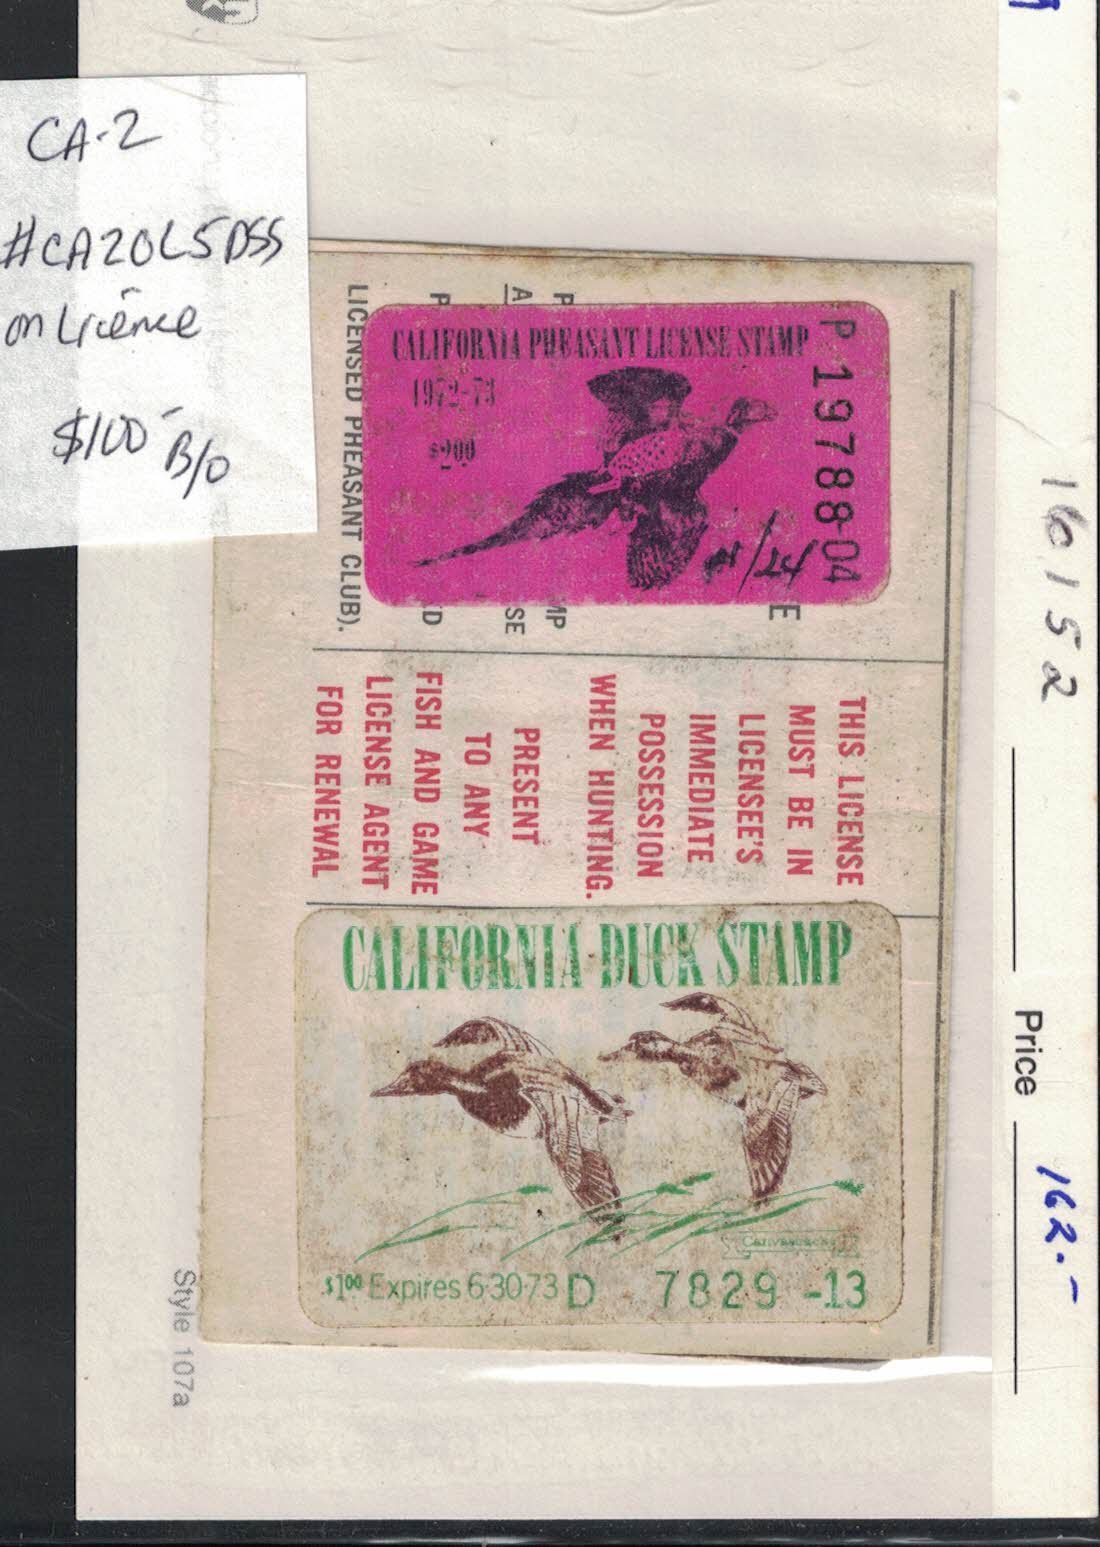 CA-2
#CA20L5DSS
on Licence
$100 B/O
LICENSED PHEASANT CLUB).
CALIFORNIA PHEASANT LICENSE STAMP
1972-73
$2.00
P 19788-04
THIS LICENSE
MUST BE IN
LICENSEE'S
IMMEDIATE
POSSESSION
WHEN HUNTING.
PRESENT
TO ANY
FISH AND GAME
LICENSE AGENT
FOR RENEWAL
CALIFORNIA DUCK STAMP
Canvasbacks
$1.00 Expires 6-30-73 D 7829 -13
16152
Price 162.-
Style 107a